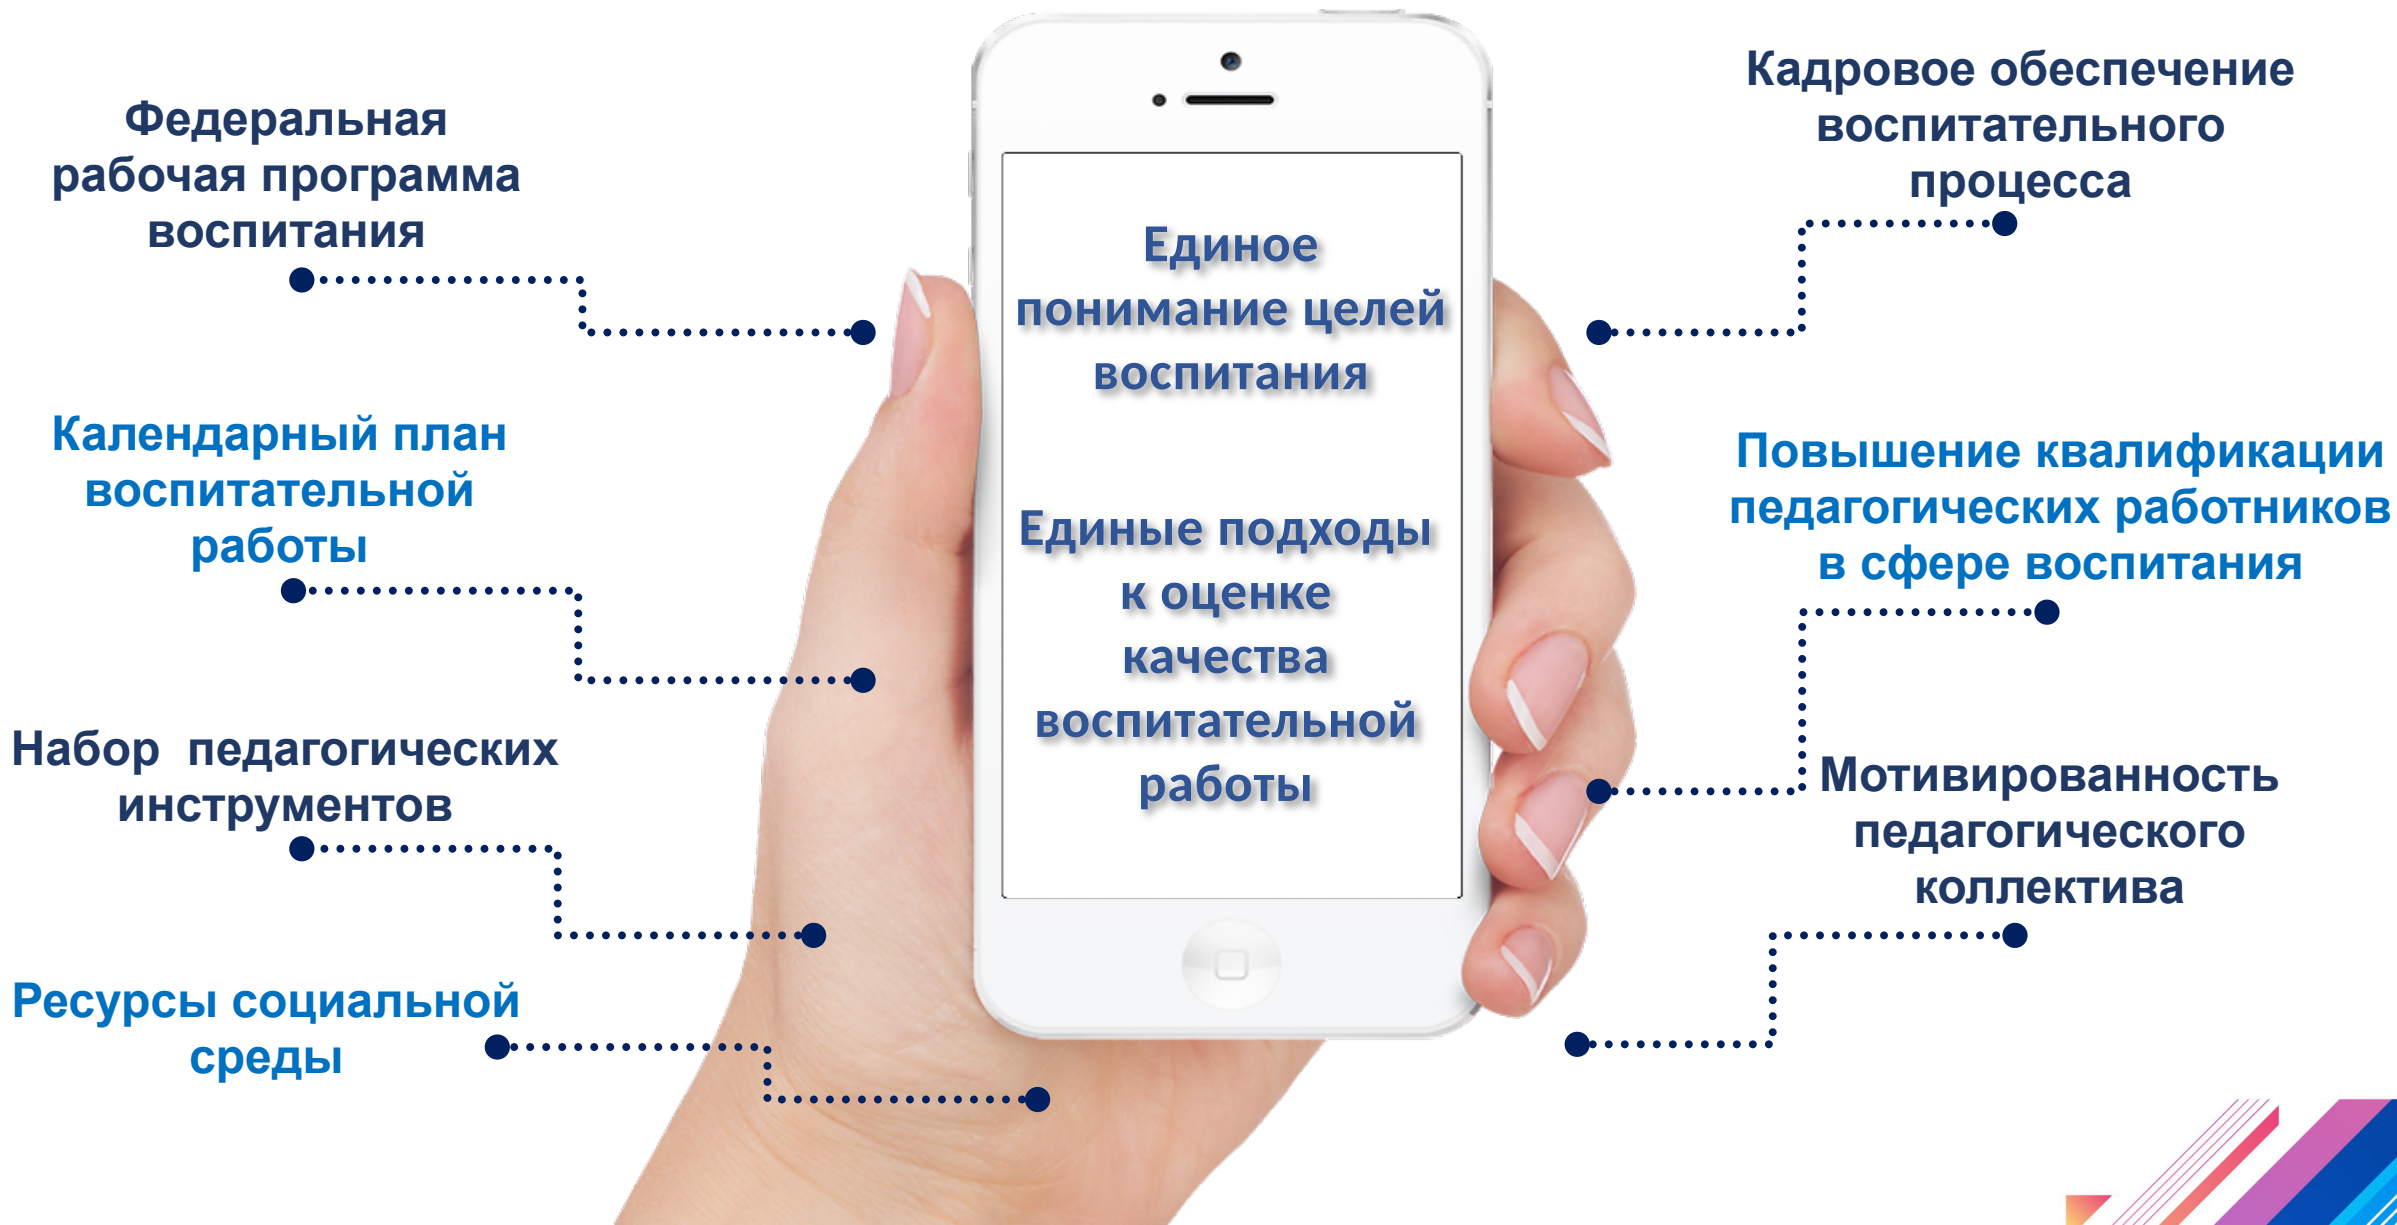 Федеральная
рабочая программа
воспитания
Календарный план
воспитательной
работы
Набор  педагогических
инструментов
Ресурсы социальной
среды
Единое
понимание целей
воспитания
Единые подходы
к оценке
качества
воспитательной
работы
Кадровое обеспечение
воспитательного
процесса
Повышение квалификации
педагогических работников
в сфере воспитания
Мотивированность
педагогического
коллектива